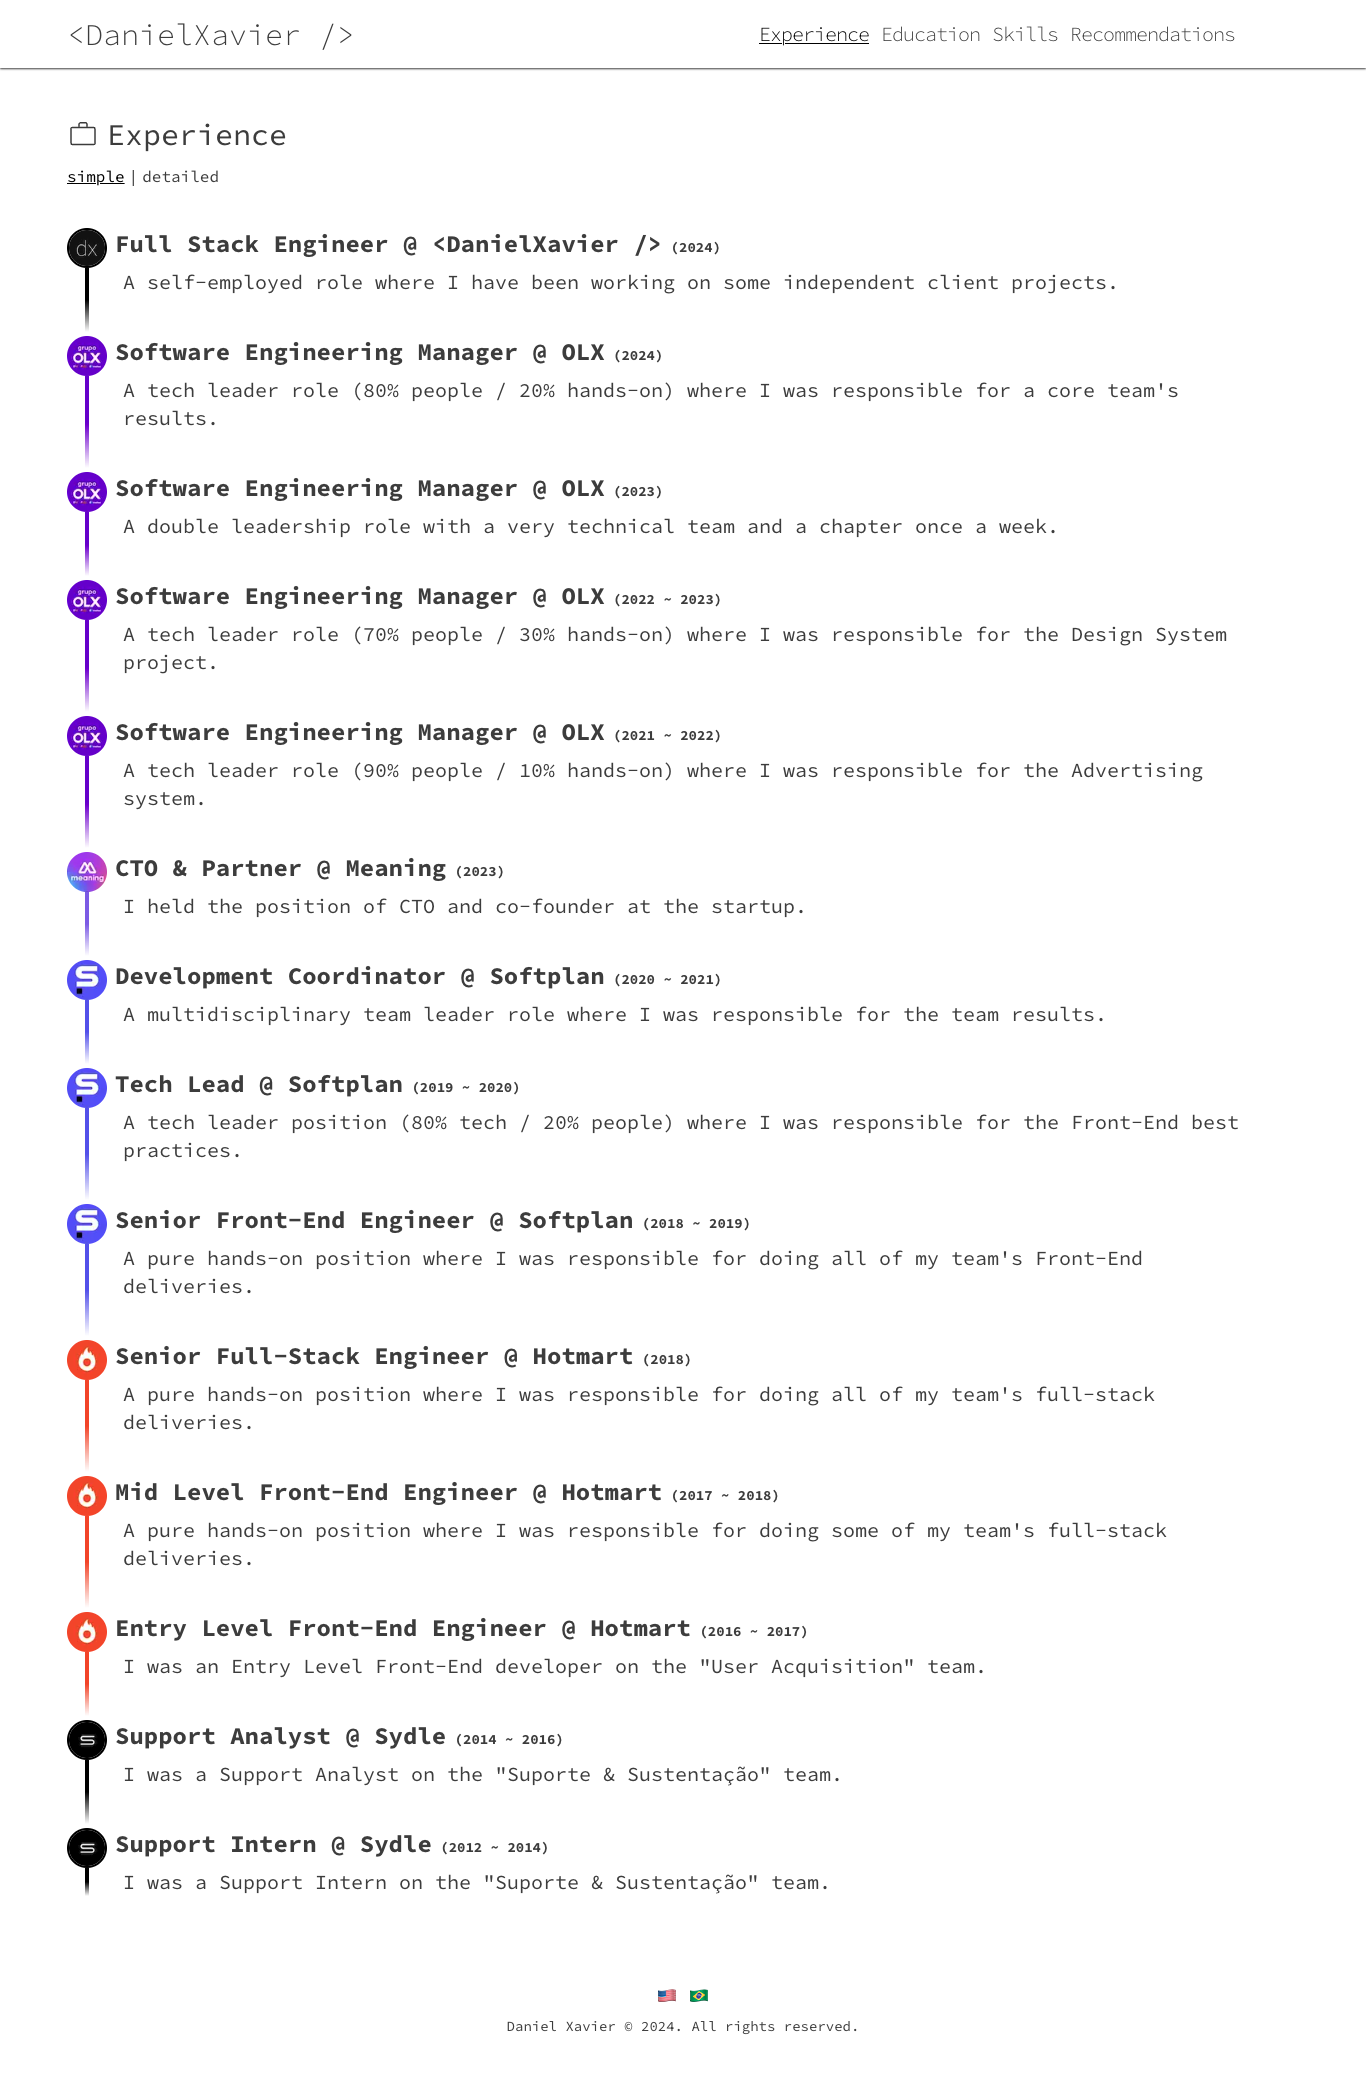 <DanielXavier />
Experience Education Skills Recommendations
Experience
simple | detailed
dx
Full Stack Engineer @ <DanielXavier /> (2024)
A self-employed role where I have been working on some independent client projects.
grupo
OLX
Software Engineering Manager @ OLX (2024)
A tech leader role (80% people / 20% hands-on) where I was responsible for a core team's
results.
grupo
OLX
Software Engineering Manager @ OLX (2023)
A double leadership role with a very technical team and a chapter once a week.
grupo
OLX
Software Engineering Manager @ OLX (2022 ~ 2023)
A tech leader role (70% people / 30% hands-on) where I was responsible for the Design System
project.
grupo
OLX
Software Engineering Manager @ OLX (2021 ~ 2022)
A tech leader role (90% people / 10% hands-on) where I was responsible for the Advertising
system.
meaning
CTO & Partner @ Meaning (2023)
I held the position of CTO and co-founder at the startup.
Development Coordinator @ Softplan (2020 ~ 2021)
A multidisciplinary team leader role where I was responsible for the team results.
Tech Lead @ Softplan (2019 ~ 2020)
A tech leader position (80% tech / 20% people) where I was responsible for the Front-End best
practices.
Senior Front-End Engineer @ Softplan (2018 ~ 2019)
A pure hands-on position where I was responsible for doing all of my team's Front-End
deliveries.
Senior Full-Stack Engineer @ Hotmart (2018)
A pure hands-on position where I was responsible for doing all of my team's full-stack
deliveries.
Mid Level Front-End Engineer @ Hotmart (2017 ~ 2018)
A pure hands-on position where I was responsible for doing some of my team's full-stack
deliveries.
Entry Level Front-End Engineer @ Hotmart (2016 ~ 2017)
I was an Entry Level Front-End developer on the "User Acquisition" team.
Support Analyst @ Sydle (2014 ~ 2016)
I was a Support Analyst on the "Suporte & Sustentação" team.
Support Intern @ Sydle (2012 ~ 2014)
I was a Support Intern on the "Suporte & Sustentação" team.
Daniel Xavier © 2024. All rights reserved.